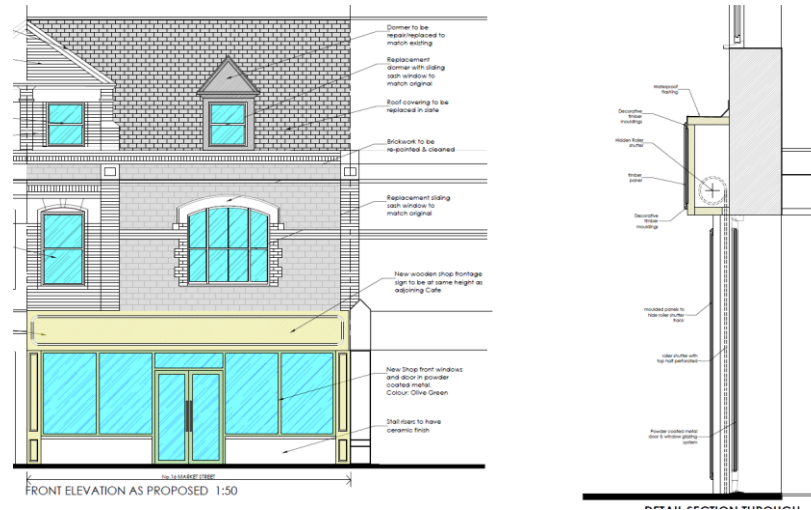 Dormer to be
repair/replaced to
match existing
Replacement
dormer with sliding
sash window to
match original
Roof covering to be
replaced in slate
Brickwork to be
re-pointed & cleaned
Replacement sliding
sash window to
match original
New wooden shop frontage
sign to be at same height as
adjoining Cafe
New Shop front windows
and door in powder
coated metal.
Colour: Olive Green
Stall risers to have
ceramic finish
No.16 MARKET STREET
FRONT ELEVATION AS PROPOSED 1:50
Waterproof
flashing
Decorative
timber
mouldings
Hidden Roller
shutter
timber
panel
Decorative
timber
mouldings
moulded panels to
hide roller shutter
track
roller shutter with
top half perforated
Powder coated metal
door & window glazing
system
DETAIL SECTION THROUGH